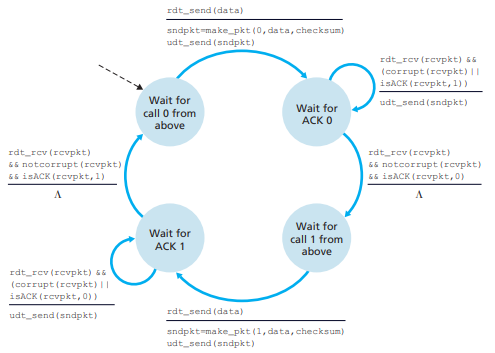 rdt_send(data)
sndpkt=make_pkt(0,data,checksum)
udt_send(sndpkt)
rdt_rcv(rcvpkt) &&
(corrupt(rcvpkt)||
isACK(rcvpkt,1))
udt_send(sndpkt)
Wait for
call 0 from
above
Wait for
ACK 0
rdt_rcv(rcvpkt)
&& notcorrupt(rcvpkt)
&& isACK(rcvpkt,1)
Λ
rdt_rcv(rcvpkt)
&& notcorrupt(rcvpkt)
&& isACK(rcvpkt,0)
Λ
Wait for
ACK 1
Wait for
call 1 from
above
rdt_rcv(rcvpkt) &&
(corrupt(rcvpkt)||
isACK(rcvpkt,0))
udt_send(sndpkt)
rdt_send(data)
sndpkt=make_pkt(1,data,checksum)
udt_send(sndpkt)